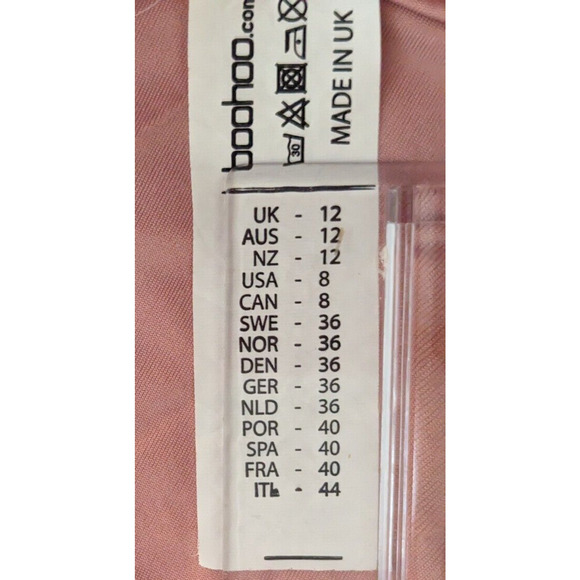 boohoo.com
30
MADE IN UK
UK - 12
AUS - 12
NZ - 12
USA - 8
CAN - 8
SWE - 36
NOR - 36
DEN - 36
GER - 36
NLD - 36
POR - 40
SPA - 40
FRA - 40
ITL - 44